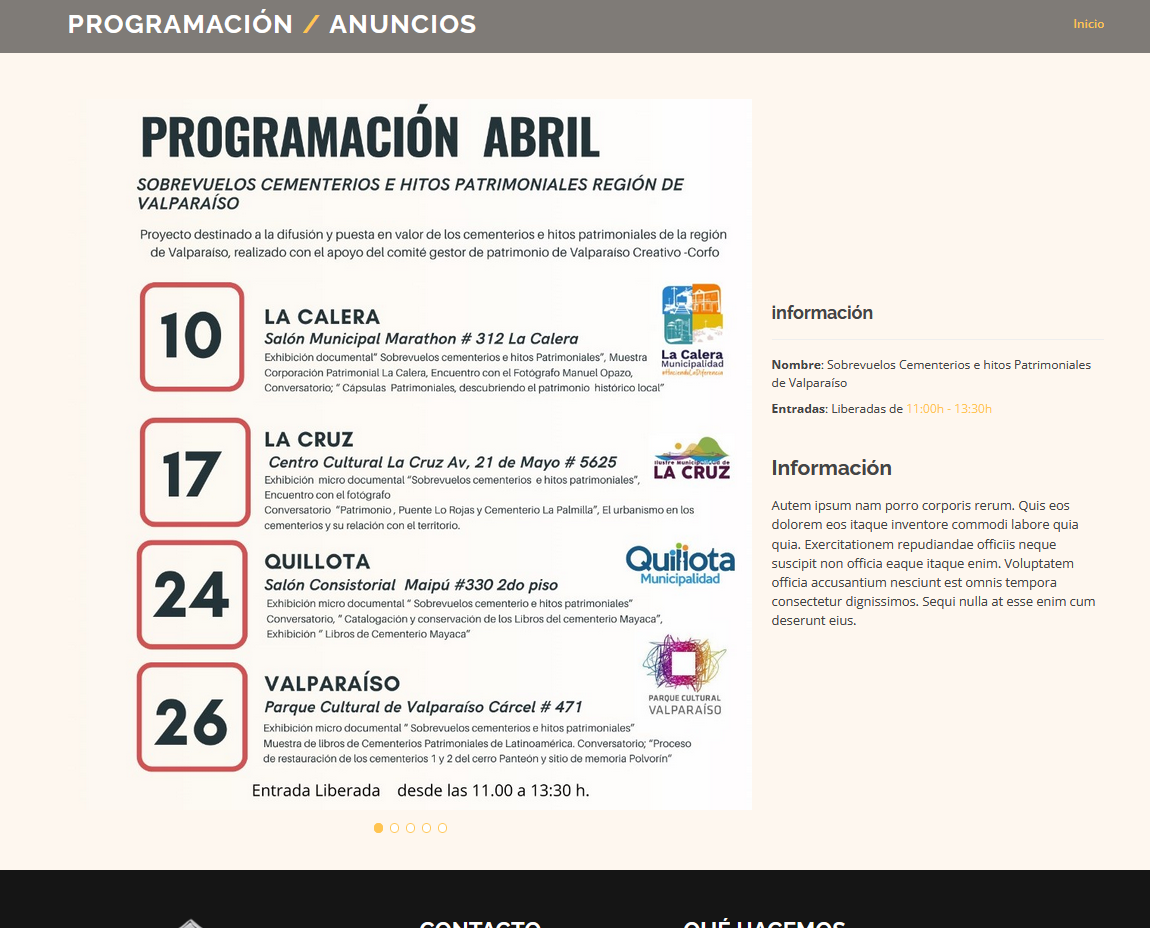 PROGRAMACIÓN / ANUNCIOS
Inicio
PROGRAMACIÓN ABRIL
SOBREVUELOS CEMENTERIOS E HITOS PATRIMONIALES REGIÓN DE
VALPARAÍSO
Proyecto destinado a la difusión y puesta en valor de los cementerios e hitos patrimoniales de la región
de Valparaíso, realizado con el apoyo del comité gestor de patrimonio de Valparaíso Creativo -Corfo
10
LA CALERA
Salón Municipal Marathon # 312 La Calera
Exhibición documental" Sobrevuelos cementerios e hitos Patrimoniales", Muestra
Corporación Patrimonial La Calera, Encuentro con el Fotógrafo Manuel Opazo,
Conversatorio; " Cápsulas Patrimoniales, descubriendo el patrimonio histórico local"
La Calera
Municipalidad
#HaciendoLaDiferencia
17
LA CRUZ
Centro Cultural La Cruz Av, 21 de Mayo # 5625
Exhibición micro documental "Sobrevuelos cementerios e hitos patrimoniales",
Encuentro con el fotógrafo
Conversatorio "Patrimonio , Puente Lo Rojas y Cementerio La Palmilla", El urbanismo en los
cementerios y su relación con el territorio.
Ilustre Municipalidad de
LA CRUZ
24
QUILLOTA
Salón Consistorial Maipú #330 2do piso
Exhibición micro documental " Sobrevuelos cementerio e hitos patrimoniales"
Conversatorio, " Catalogación y conservación de los Libros del cementerio Mayaca",
Exhibición " Libros de Cementerio Mayaca"
Quillota
Municipalidad
26
VALPARAÍSO
Parque Cultural de Valparaíso Cárcel # 471
Exhibición micro documental " Sobrevuelos cementerios e hitos patrimoniales"
Muestra de libros de Cementerios Patrimoniales de Latinoamérica. Conversatorio; "Proceso
de restauración de los cementerios 1 y 2 del cerro Panteón y sitio de memoria Polvorín"
PARQUE CULTURAL
VALPARAÍSO
Entrada Liberada desde las 11.00 a 13:30 h.
información
Nombre: Sobrevuelos Cementerios e hitos Patrimoniales
de Valparaíso
Entradas: Liberadas de 11:00h - 13:30h
Información
Autem ipsum nam porro corporis rerum. Quis eos
dolorem eos itaque inventore commodi labore quia
quia. Exercitationem repudiandae officiis neque
suscipit non officia eaque itaque enim. Voluptatem
officia accusantium nesciunt est omnis tempora
consectetur dignissimos. Sequi nulla at esse enim cum
deserunt eius.
CONTACTO
QUÉ HACEMOS